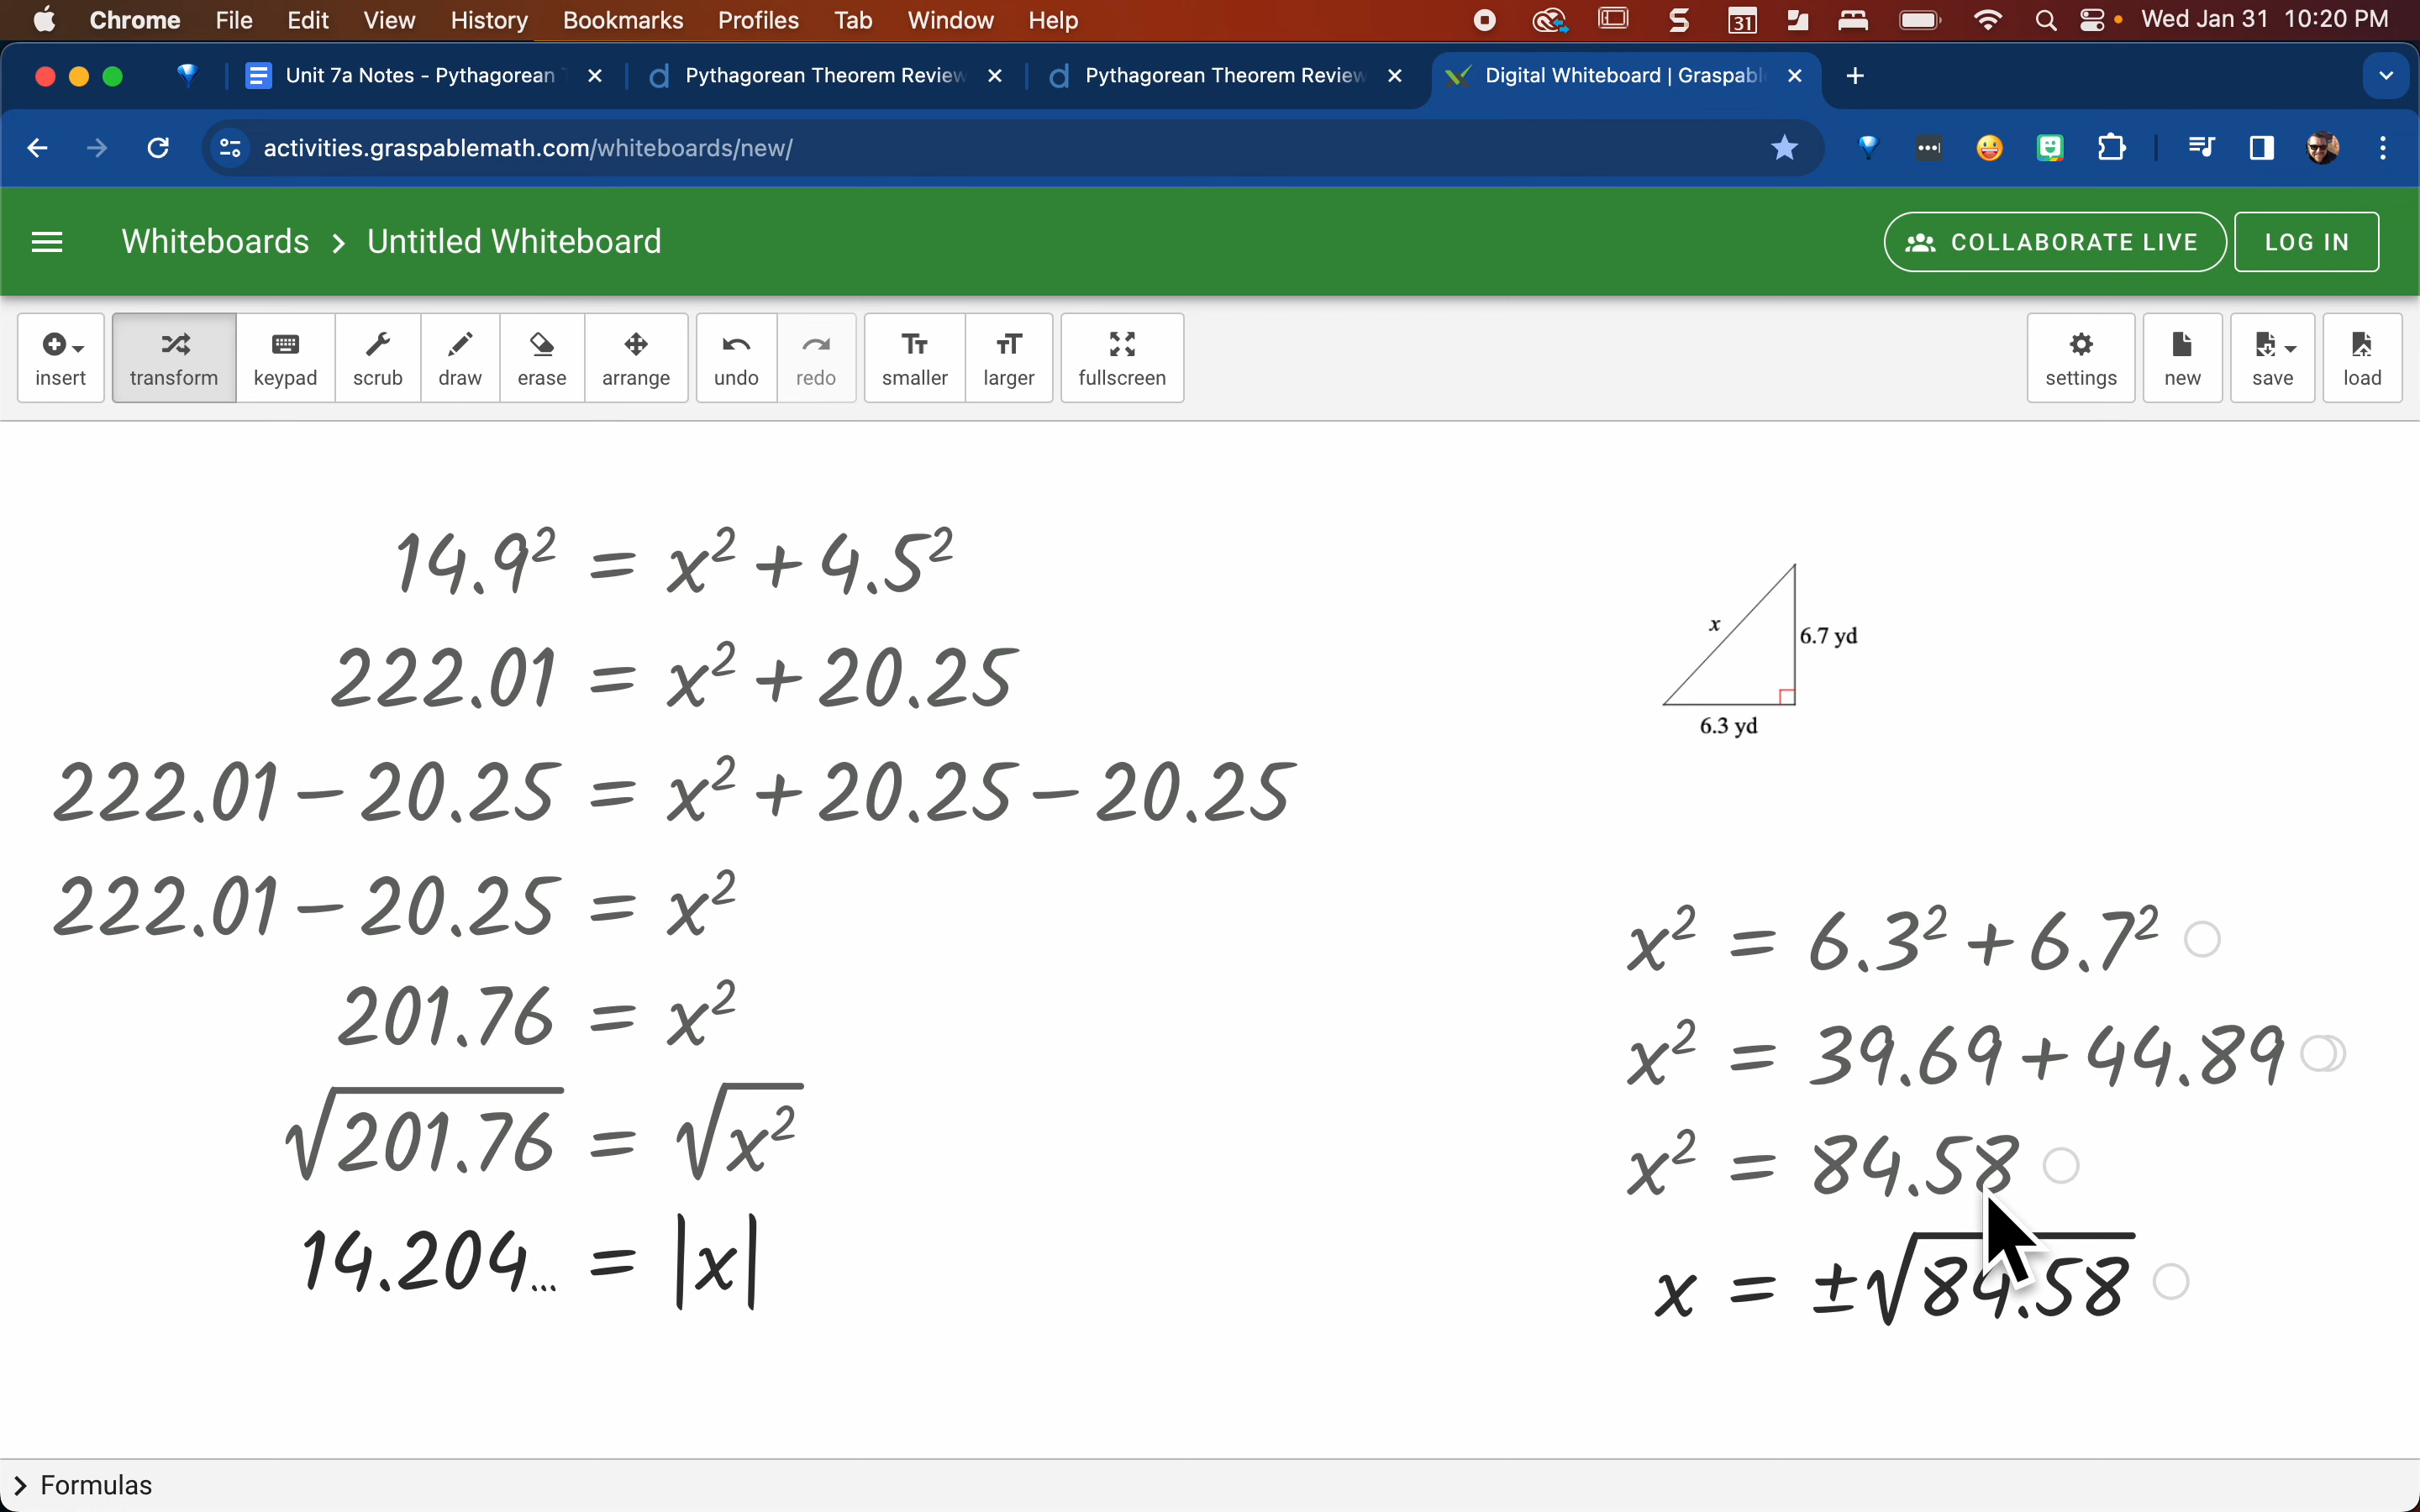 Chrome File Edit View History Bookmarks Profiles Tab Window Help 31 Wed Jan 31 10:20 PM
Unit 7a Notes - Pythagorean Pythagorean Theorem Review Pythagorean Theorem Review Digital Whiteboard | Graspabl
activities.graspablemath.com/whiteboards/new/
Whiteboards > Untitled Whiteboard COLLABORATE LIVE LOG IN
insert transform keypad scrub draw erase arrange undo redo smaller larger fullscreen settings new save load
14.9² = x² + 4.5²
222.01 = x² + 20.25
222.01 − 20.25 = x² + 20.25 − 20.25
222.01 − 20.25 = x²
201.76 = x²
√201.76 = √x²
14.204... = |x|
x
6.7 yd
6.3 yd
x² = 6.3² + 6.7²
x² = 39.69 + 44.89
x² = 84.58
x = ±√84.58
Formulas